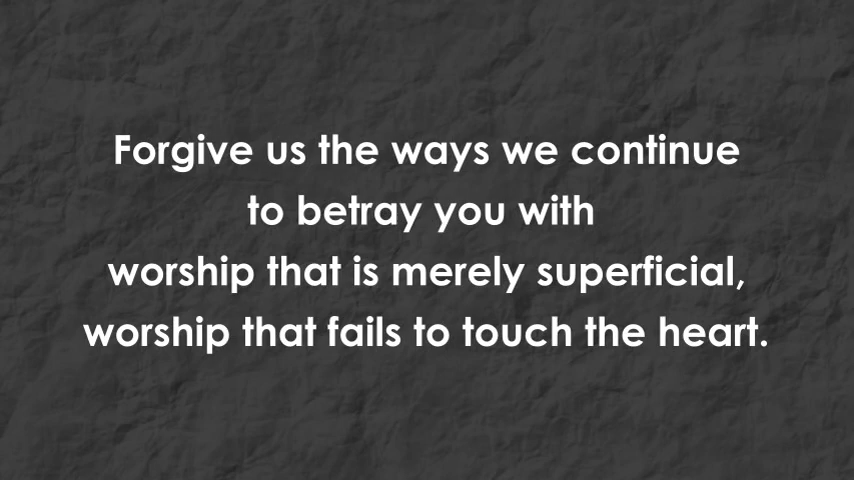 Forgive us the ways we continue
to betray you with
worship that is merely superficial,
worship that fails to touch the heart.